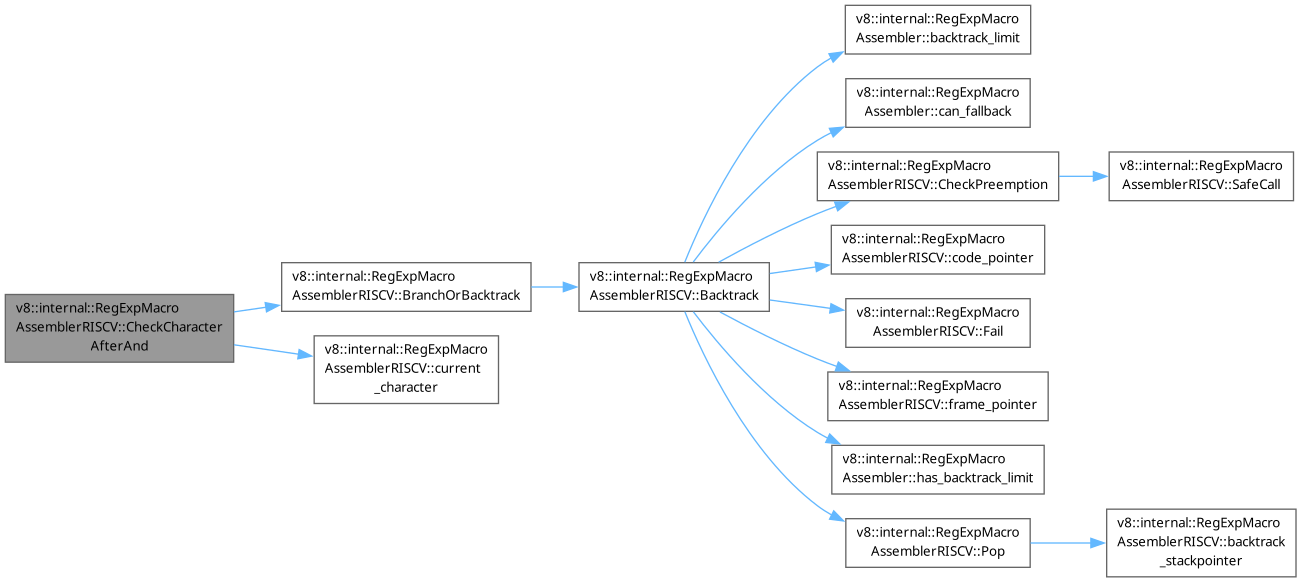 v8::internal::RegExpMacro
AssemblerRISCV::CheckCharacter
AfterAnd
v8::internal::RegExpMacro
AssemblerRISCV::BranchOrBacktrack
v8::internal::RegExpMacro
AssemblerRISCV::current
_character
v8::internal::RegExpMacro
AssemblerRISCV::Backtrack
v8::internal::RegExpMacro
Assembler::backtrack_limit
v8::internal::RegExpMacro
Assembler::can_fallback
v8::internal::RegExpMacro
AssemblerRISCV::CheckPreemption
v8::internal::RegExpMacro
AssemblerRISCV::SafeCall
v8::internal::RegExpMacro
AssemblerRISCV::code_pointer
v8::internal::RegExpMacro
AssemblerRISCV::Fail
v8::internal::RegExpMacro
AssemblerRISCV::frame_pointer
v8::internal::RegExpMacro
Assembler::has_backtrack_limit
v8::internal::RegExpMacro
AssemblerRISCV::Pop
v8::internal::RegExpMacro
AssemblerRISCV::backtrack
_stackpointer